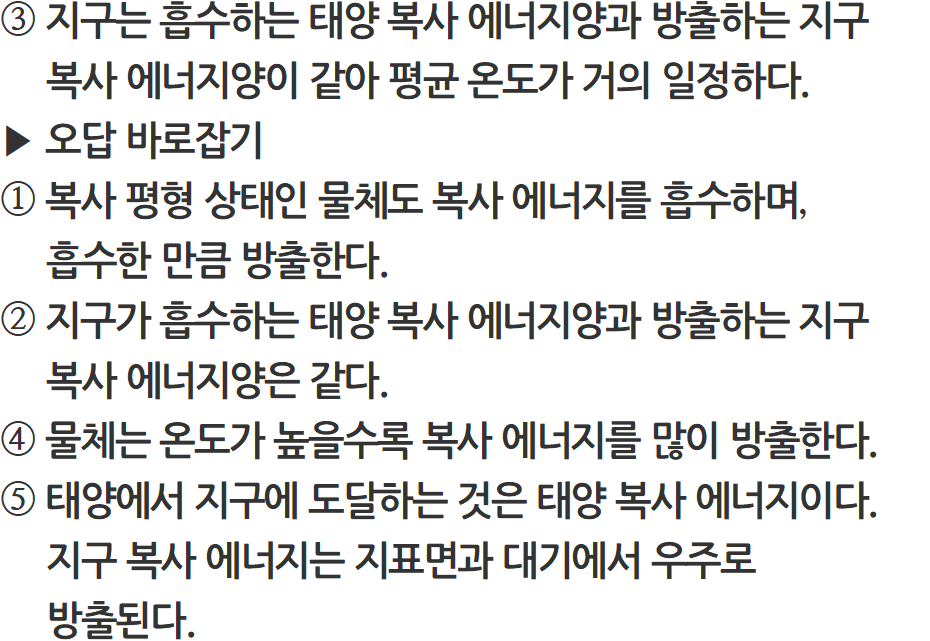 ③ 지구는 흡수하는 태양 복사 에너지양과 방출하는 지구
복사 에너지양이 같아 평균 온도가 거의 일정하다.
▶ 오답 바로잡기
① 복사 평형 상태인 물체도 복사 에너지를 흡수하며,
흡수한 만큼 방출한다.
② 지구가 흡수하는 태양 복사 에너지양과 방출하는 지구
복사 에너지양은 같다.
④ 물체는 온도가 높을수록 복사 에너지를 많이 방출한다.
⑤ 태양에서 지구에 도달하는 것은 태양 복사 에너지이다.
지구 복사 에너지는 지표면과 대기에서 우주로
방출된다.